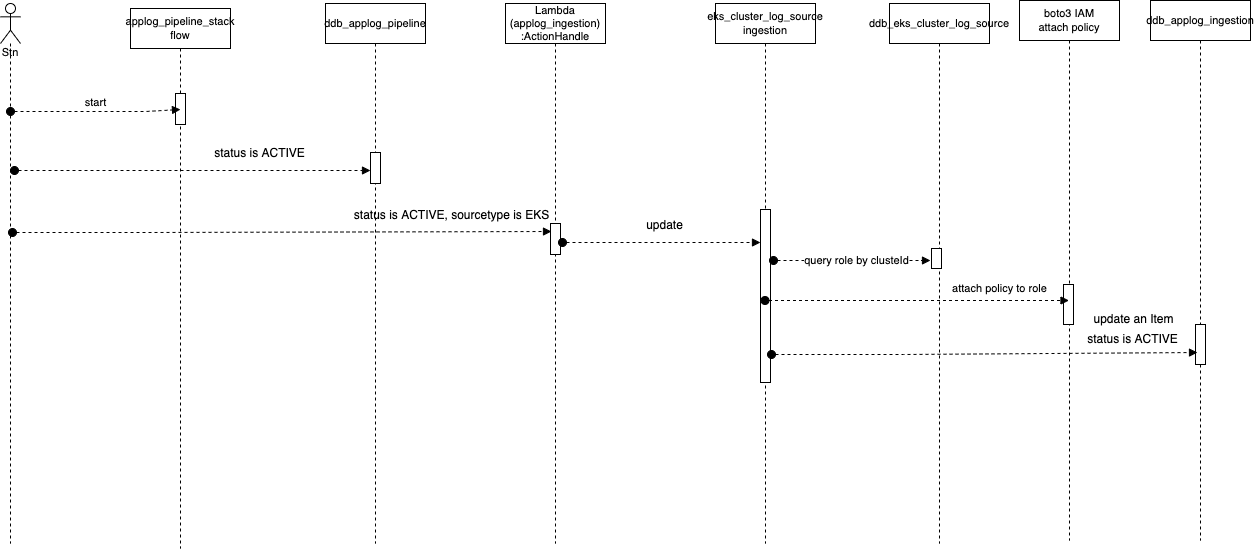 Stn
applog_pipeline_stack
flow
ddb_applog_pipeline
Lambda
(applog_ingestion)
:ActionHandle
eks_cluster_log_source
ingestion
ddb_eks_cluster_log_source
boto3 IAM
attach policy
ddb_applog_ingestion
start
status is ACTIVE
status is ACTIVE, sourcetype is EKS
update
query role by clusteId
attach policy to role
update an Item
status is ACTIVE